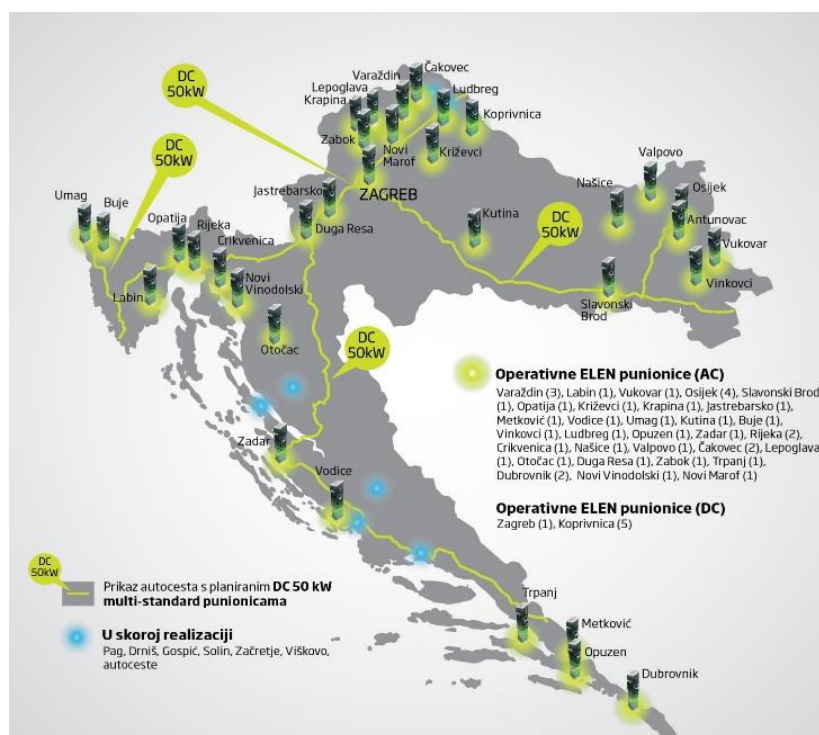 DC
50kW
DC
50kW
Čakovec
Varaždin
Lepoglava
Krapina
Ludbreg
Koprivnica
Zabok
Novi
Marof
Križevci
Valpovo
Našice
Osijek
Antunovac
Vukovar
Vinkovci
Umag
Buje
Opatija
Rijeka
Crikvenica
Jastrebarsko
ZAGREB
Duga Resa
Kutina
DC
50kW
Labin
Novi
Vinodolski
Slavonski
Brod
Otočac
DC
50kW
Zadar
Vodice
Operativne ELEN punionice (AC)
Varaždin (3), Labin (1), Vukovar (1), Osijek (4), Slavonski Brod
(1), Opatija (1), Križevci (1), Krapina (1), Jastrebarsko (1),
Metković (1), Vodice (1), Umag (1), Kutina (1), Buje (1),
Vinkovci (1), Ludbreg (1), Opuzen (1), Zadar (1), Rijeka (2),
Crikvenica (1), Našice (1), Valpovo (1), Čakovec (2), Lepoglava
(1), Otočac (1), Duga Resa (1), Zabok (1), Trpanj (1),
Dubrovnik (2), Novi Vinodolski (1), Novi Marof (1)
Operativne ELEN punionice (DC)
Zagreb (1), Koprivnica (5)
DC
50kW
Prikaz autocesta s planiranim DC 50 kW
multi-standard punionicama
U skoroj realizaciji
Pag, Drniš, Gospić, Solin, Začretje, Viškovo,
autoceste
Trpanj
Metković
Opuzen
Dubrovnik